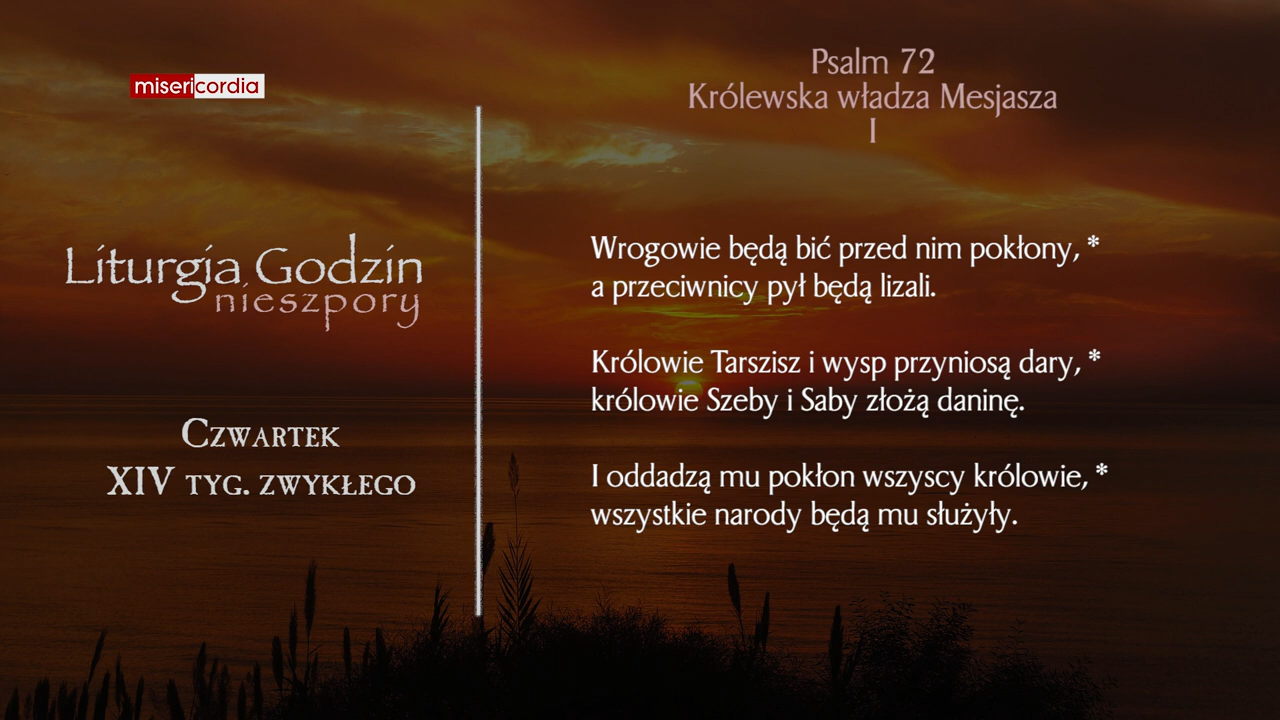 misericordia
Liturgia Godzin
nieszpory
Czwartek
XIV tyg. zwykłego
Psalm 72
Królewska władza Mesjasza
I
Wrogowie będą bić przed nim pokłony, *
a przeciwnicy pył będą lizali.
Królowie Tarszisz i wysp przyniosą dary, *
królowie Szeby i Saby złożą daninę.
I oddadzą mu pokłon wszyscy królowie, *
wszystkie narody będą mu służyły.